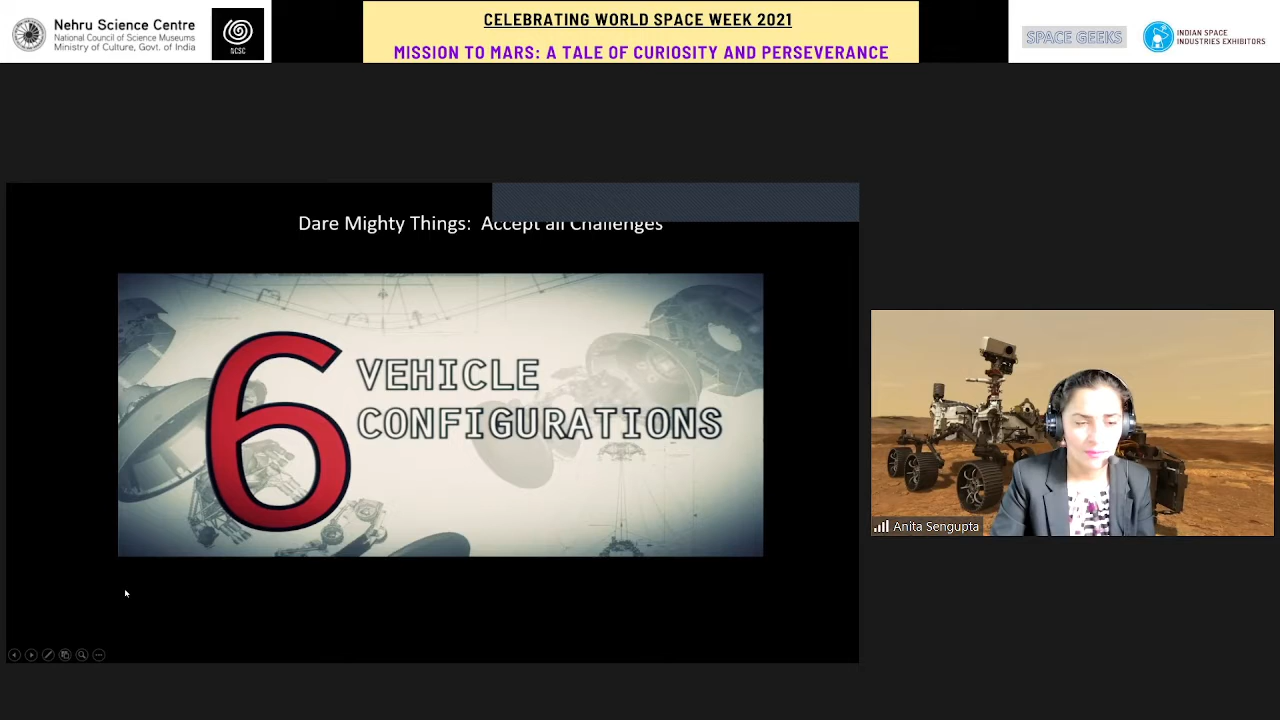 Nehru Science Centre
National Council of Science Museums
Ministry of Culture, Govt. of India
NCSC
CELEBRATING WORLD SPACE WEEK 2021
MISSION TO MARS: A TALE OF CURIOSITY AND PERSEVERANCE
SPACE GEEKS
INDIAN SPACE
INDUSTRIES EXHIBITORS
Dare Mighty Things: Accept all Challenges
6 VEHICLE
CONFIGURATIONS
Anita Sengupta